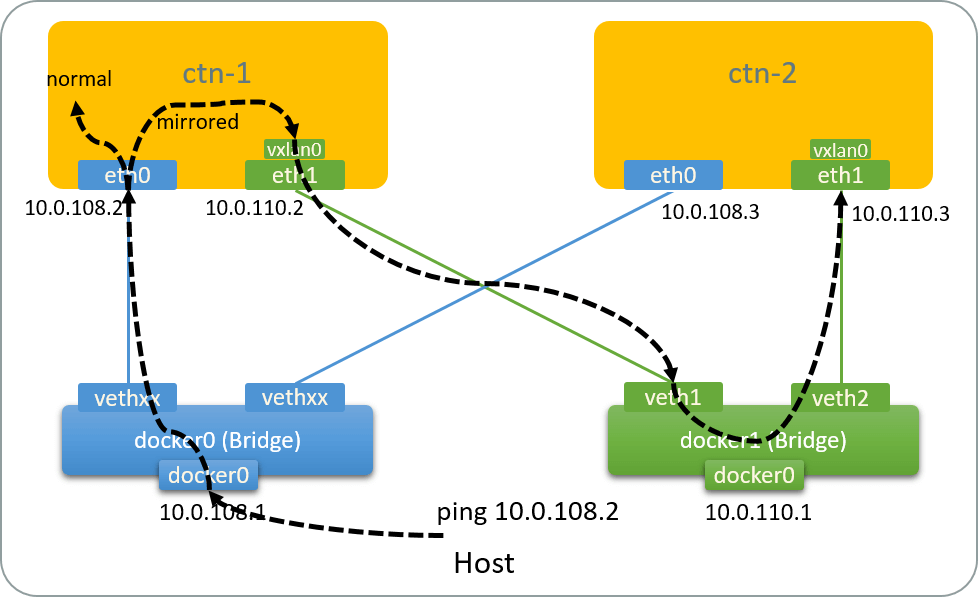 ctn-1
ctn-2
normal
mirrored
vxlan0
vxlan0
eth0
eth1
eth0
eth1
10.0.108.2
10.0.110.2
10.0.108.3
10.0.110.3
vethxx
vethxx
veth1
veth2
docker0 (Bridge)
docker1 (Bridge)
docker0
docker0
10.0.108.1
ping 10.0.108.2
10.0.110.1
Host